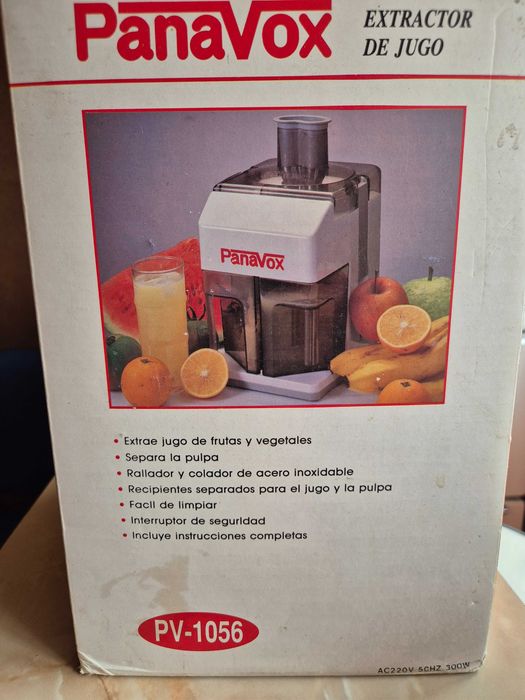 PanaVox
EXTRACTOR
DE JUGO
PanaVox
• Extrae jugo de frutas y vegetales
• Separa la pulpa
• Rallador y colador de acero inoxidable
• Recipientes separados para el jugo y la pulpa
• Facil de limpiar
• Interruptor de seguridad
• Incluye instrucciones completas
PV-1056
AC220V 5CHZ. 300W